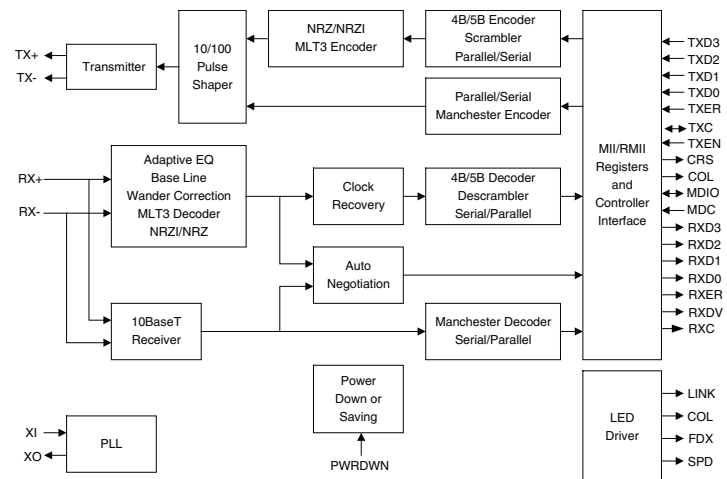 TX+
TX-
Transmitter
10/100
Pulse
Shaper
NRZ/NRZI
MLT3 Encoder
4B/5B Encoder
Scrambler
Parallel/Serial
Parallel/Serial
Manchester Encoder
RX+
RX-
Adaptive EQ
Base Line
Wander Correction
MLT3 Decoder
NRZI/NRZ
Clock
Recovery
4B/5B Decoder
Descrambler
Serial/Parallel
Auto
Negotiation
10BaseT
Receiver
Manchester Decoder
Serial/Parallel
MII/RMII
Registers
and
Controller
Interface
TXD3
TXD2
TXD1
TXD0
TXER
TXC
TXEN
CRS
COL
MDIO
MDC
RXD3
RXD2
RXD1
RXD0
RXER
RXDV
RXC
XI
XO
PLL
Power
Down or
Saving
PWRDWN
LED
Driver
LINK
COL
FDX
SPD